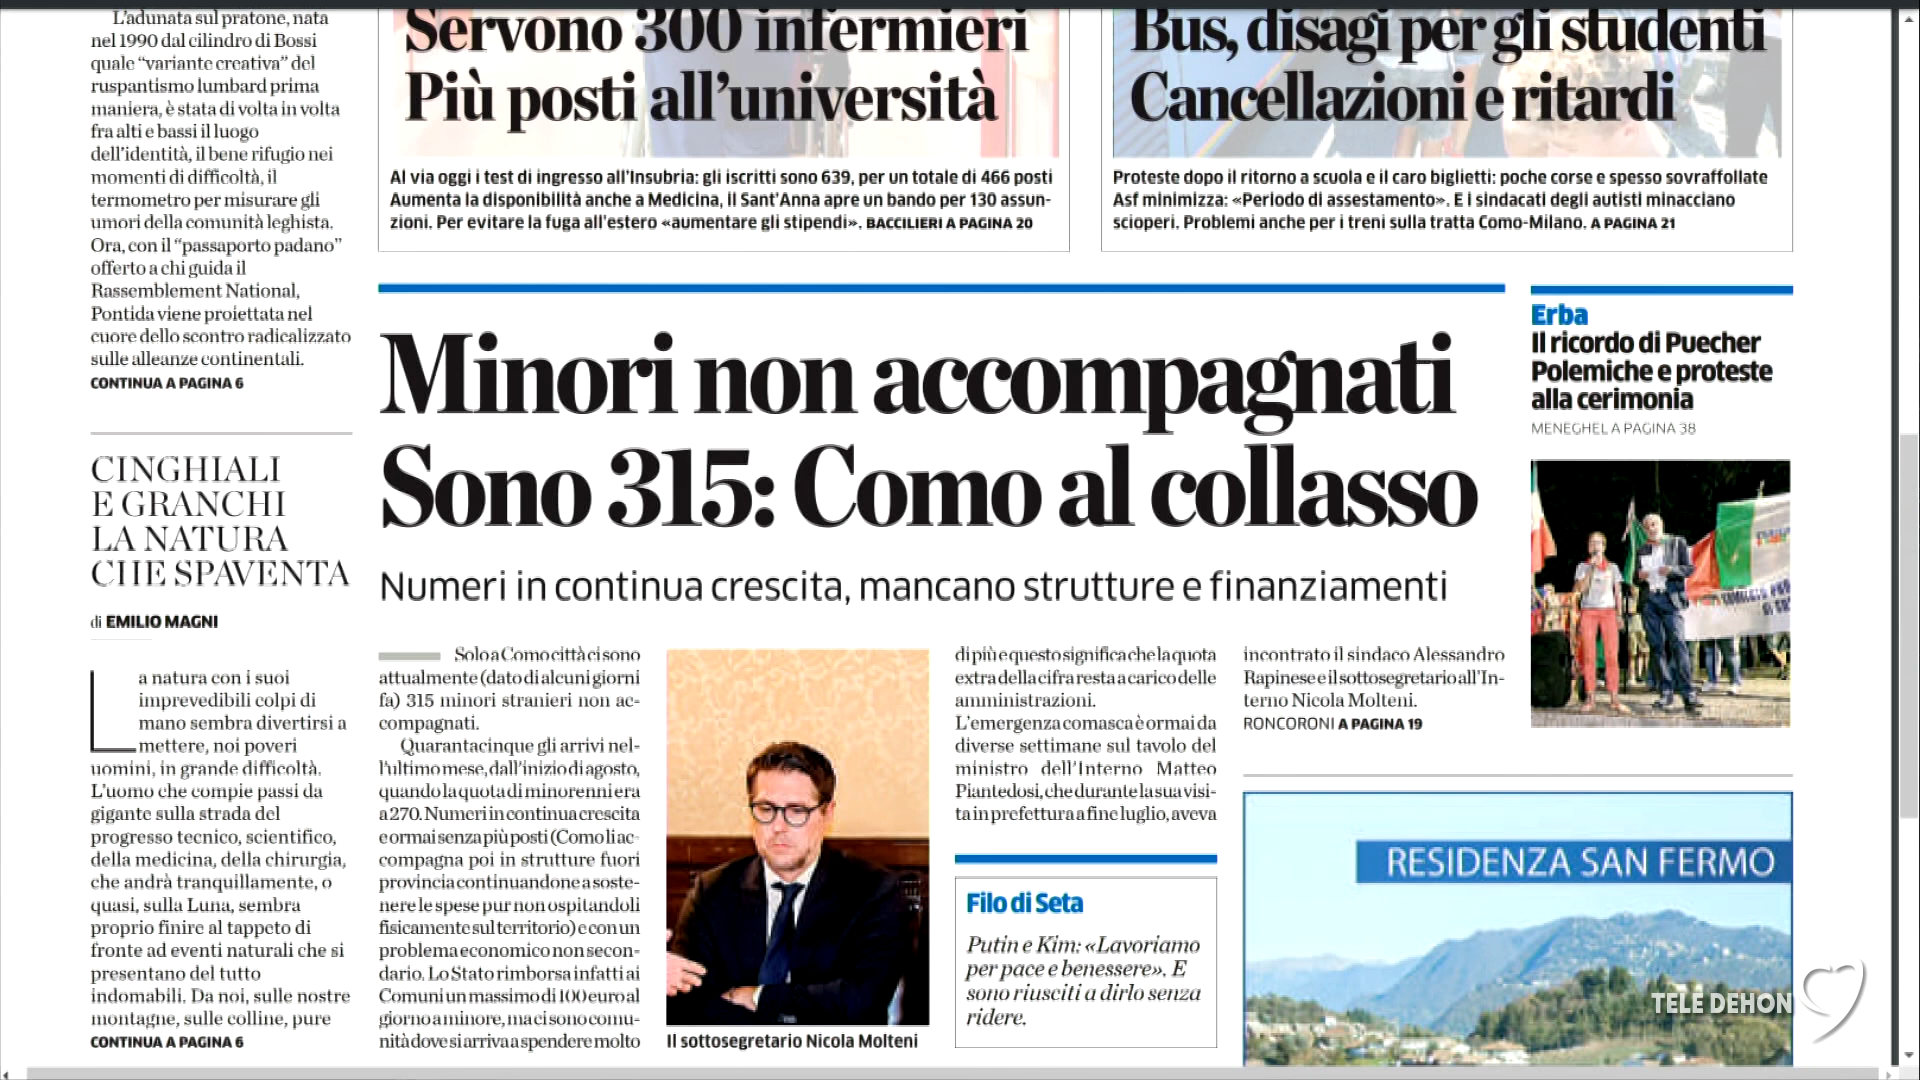 L'adunata sul pratone, nata
nel 1990 dal cilindro di Bossi
quale “variante creativa” del
ruspantismo lumbard prima
maniera, è stata di volta in volta
fra alti e bassi il luogo
dell'identità, il bene rifugio nei
momenti di difficoltà, il
termometro per misurare gli
umori della comunità leghista.
Ora, con il “passaporto padano”
offerto a chi guida il
Rassemblement National,
Pontida viene proiettata nel
cuore dello scontro radicalizzato
sulle alleanze continentali.
CONTINUA A PAGINA 6
CINGHIALI
E GRANCHI
LA NATURA
CHE SPAVENTA
di EMILIO MAGNI
La natura con i suoi
imprevedibili colpi di
mano sembra divertirsi a
mettere, noi poveri
uomini, in grande difficoltà.
L'uomo che compie passi da
gigante sulla strada del
progresso tecnico, scientifico,
della medicina, della chirurgia,
che andrà tranquillamente, o
quasi, sulla Luna, sembra
proprio finire al tappeto di
fronte ad eventi naturali che si
presentano del tutto
indomabili. Da noi, sulle nostre
montagne, sulle colline, pure
CONTINUA A PAGINA 6
Servono 300 infermieri
Più posti all'università
Al via oggi i test di ingresso all'Insubria: gli iscritti sono 639, per un totale di 466 posti
Aumenta la disponibilità anche a Medicina, il Sant'Anna apre un bando per 130 assun-
zioni. Per evitare la fuga all'estero «aumentare gli stipendi». BACCILIERI A PAGINA 20
Bus, disagi per gli studenti
Cancellazioni e ritardi
Proteste dopo il ritorno a scuola e il caro biglietti: poche corse e spesso sovraffollate
Asf minimizza: «Periodo di assestamento». E i sindacati degli autisti minacciano
scioperi. Problemi anche per i treni sulla tratta Como-Milano. A PAGINA 21
Minori non accompagnati
Sono 315: Como al collasso
Numeri in continua crescita, mancano strutture e finanziamenti
Solo a Como città ci sono
attualmente (dato di alcuni giorni
fa) 315 minori stranieri non ac-
compagnati.
Quarantacinque gli arrivi nel-
l'ultimo mese, dall'inizio di agosto,
quando la quota di minorenni era
a 270. Numeri in continua crescita
e ormai senza più posti (Como li ac-
compagna poi in strutture fuori
provincia continuandone a soste-
nere le spese pur non ospitandoli
fisicamente sul territorio) e con un
problema economico non secon-
dario. Lo Stato rimborsa infatti ai
Comuni un massimo di 100 euro al
giorno a minore, ma ci sono comu-
nità dove si arriva a spendere molto
Il sottosegretario Nicola Molteni
di più e questo significa che la quota
extra della cifra resta a carico delle
amministrazioni.
L'emergenza comasca è ormai da
diverse settimane sul tavolo del
ministro dell'Interno Matteo
Piantedosi, che durante la sua visi-
ta in prefettura a fine luglio, aveva
incontrato il sindaco Alessandro
Rapinese e il sottosegretario all'In-
terno Nicola Molteni.
RONCORONI A PAGINA 19
Filo di Seta
Putin e Kim: «Lavoriamo
per pace e benessere». E
sono riusciti a dirlo senza
ridere.
Erba
Il ricordo di Puecher
Polemiche e proteste
alla cerimonia
MENEGHEL A PAGINA 38
RESIDENZA SAN FERMO
TELE DEHON